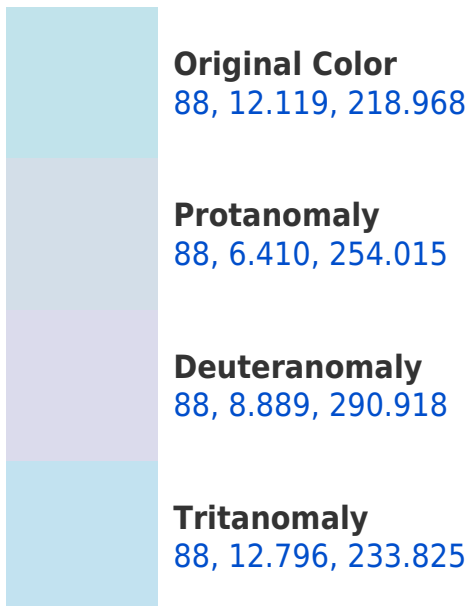 Original Color
88, 12.119, 218.968
Protanomaly
88, 6.410, 254.015
Deuteranomaly
88, 8.889, 290.918
Tritanomaly
88, 12.796, 233.825